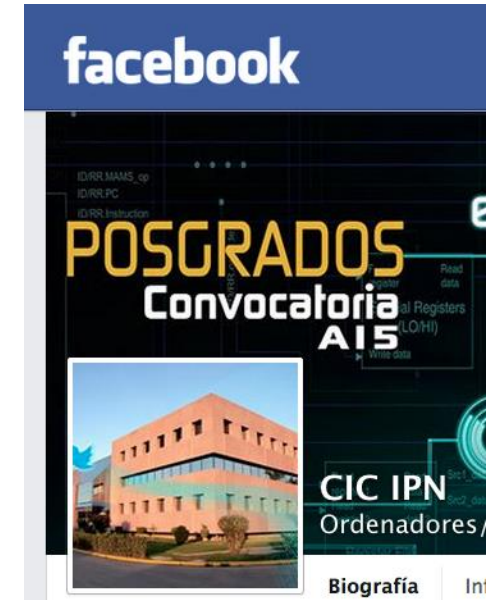 facebook
ID/RR.MAMS_op
ID/RR.PC
ID/RR.Instruction
POSGRADOS
Convocatoria
A15
Read
data
Registers
(LO/HI)
Write data
CIC IPN
Ordenadores/
Biografía